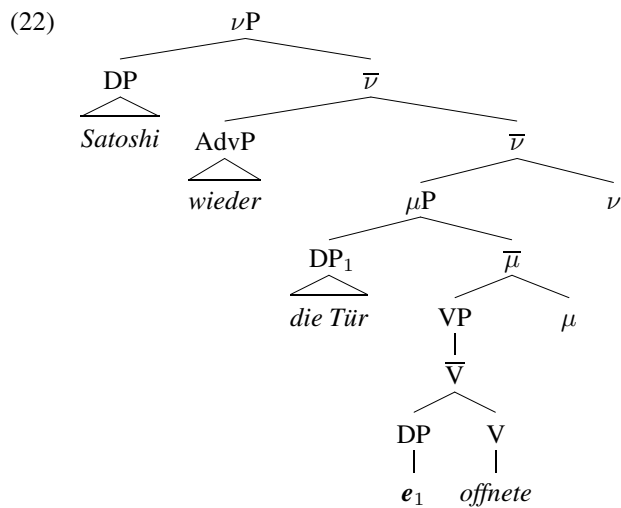 (22) νP
DP ν̅
Satoshi AdvP ν̅
wieder μP ν
DP₁ μ̅
die Tür VP μ
V̅
DP V
e₁ offnete